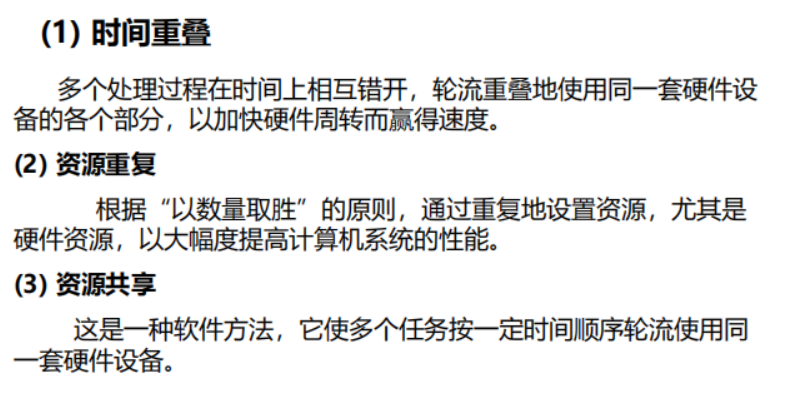 (1) 时间重叠
多个处理过程在时间上相互错开，轮流重叠地使用同一套硬件设
备的各个部分，以加快硬件周转而赢得速度。
(2) 资源重复
根据“以数量取胜”的原则，通过重复地设置资源，尤其是
硬件资源，以大幅度提高计算机系统的性能。
(3) 资源共享
这是一种软件方法，它使多个任务按一定时间顺序轮流使用同
一套硬件设备。